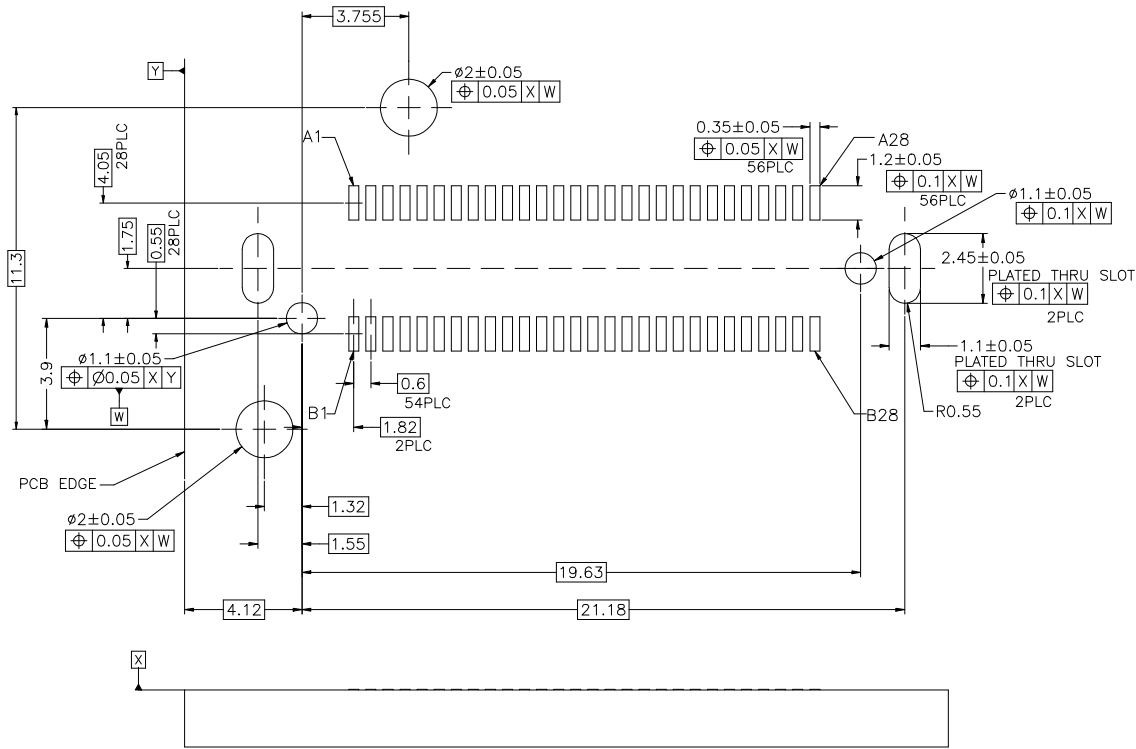 3.755
Y
ø2±0.05
⌖ 0.05 X W
A1
0.35±0.05
⌖ 0.05 X W
56PLC
A28
1.2±0.05
⌖ 0.1 X W
56PLC
ø1.1±0.05
⌖ 0.1 X W
4.05
28PLC
1.75
0.55
28PLC
11.3
2.45±0.05
PLATED THRU SLOT
⌖ 0.1 X W
2PLC
3.9
ø1.1±0.05
⌖ Ø0.05 X Y
W
1.1±0.05
PLATED THRU SLOT
⌖ 0.1 X W
2PLC
0.6
54PLC
B1
1.82
2PLC
B28
R0.55
PCB EDGE
ø2±0.05
⌖ 0.05 X W
1.32
1.55
19.63
4.12
21.18
X